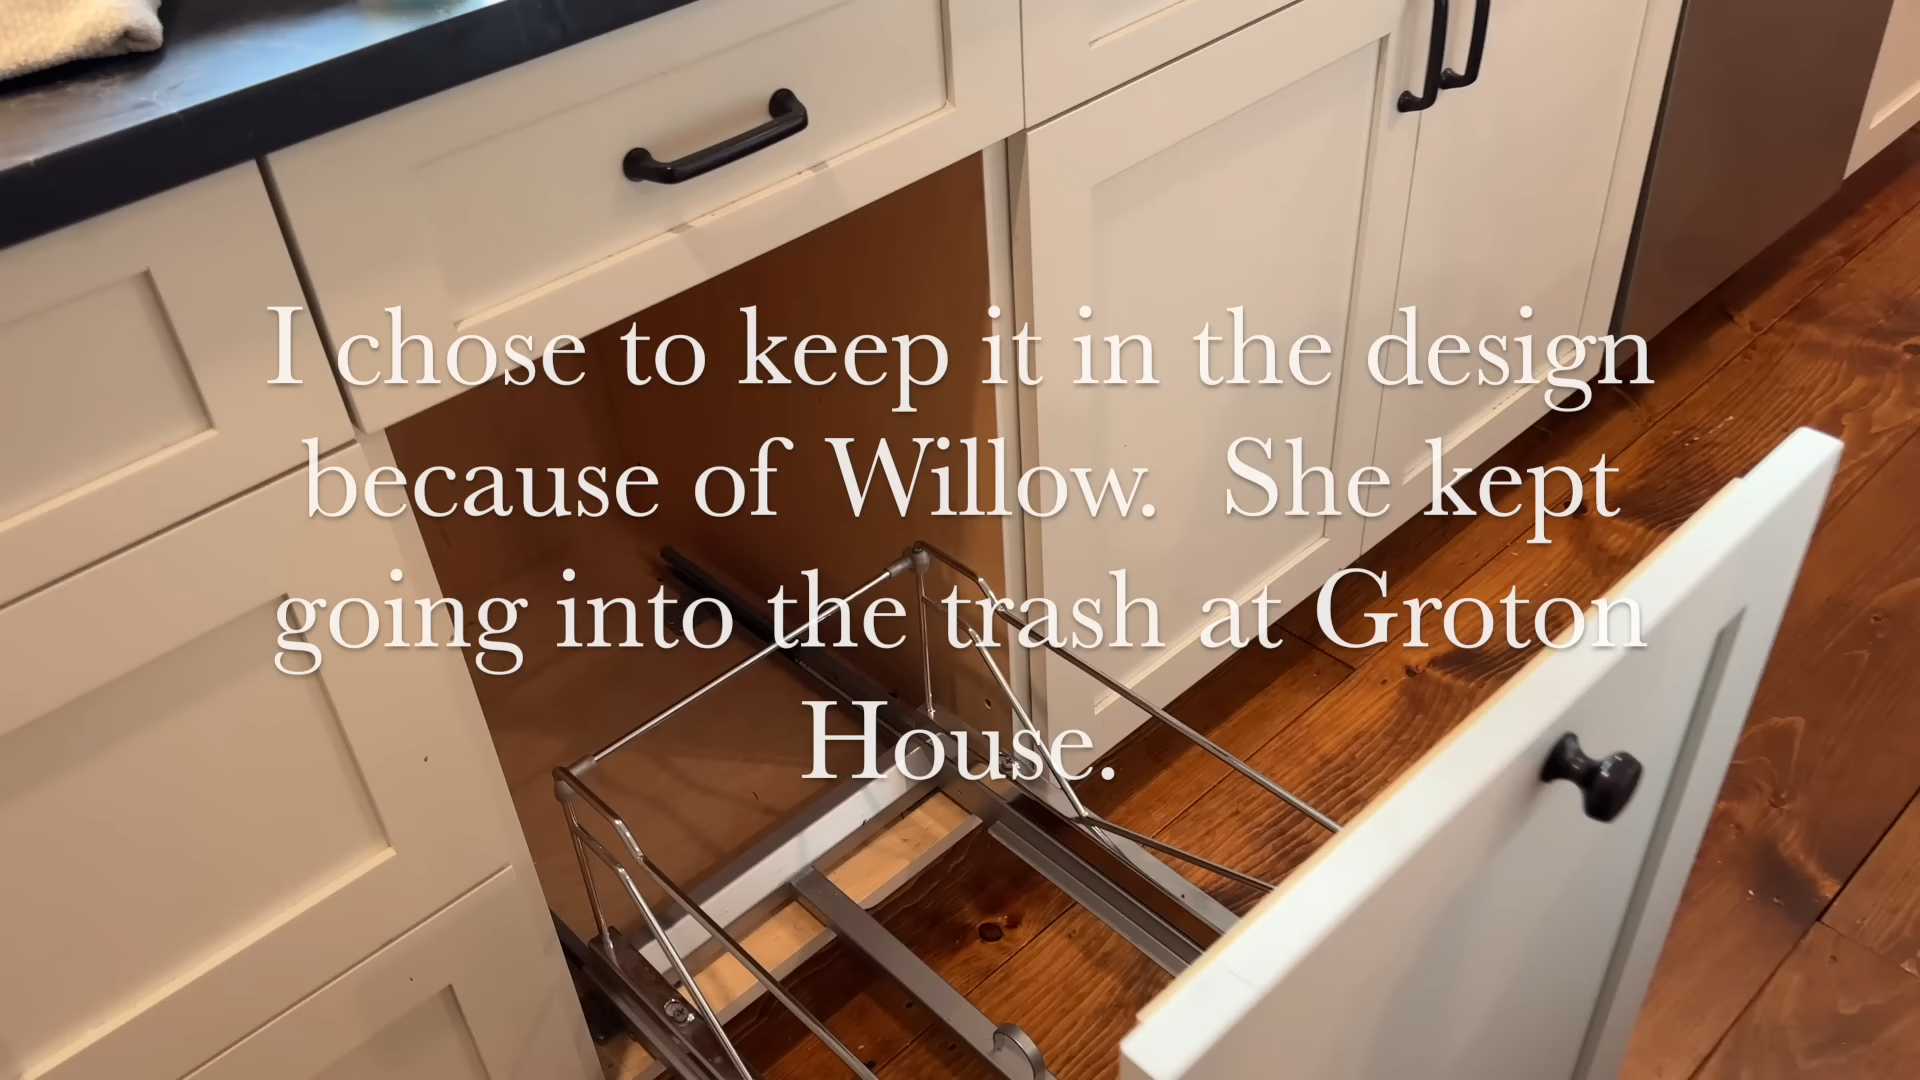 I chose to keep it in the design
because of Willow.  She kept
going into the trash at Groton
House.